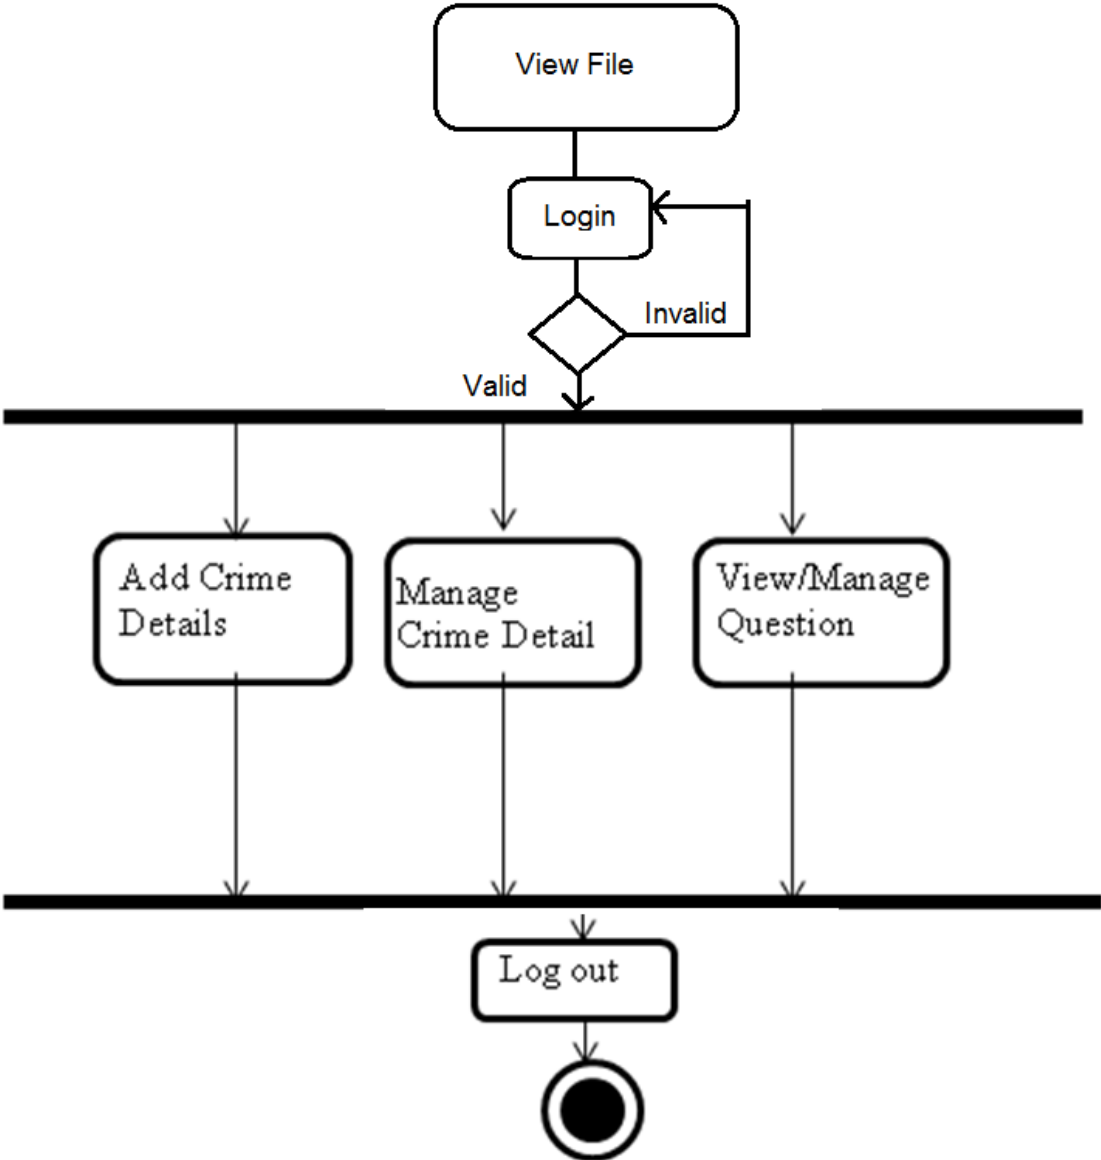 View File
Login
Invalid
Valid
Add Crime
Details
Manage
Crime Detail
View/Manage
Question
Log out